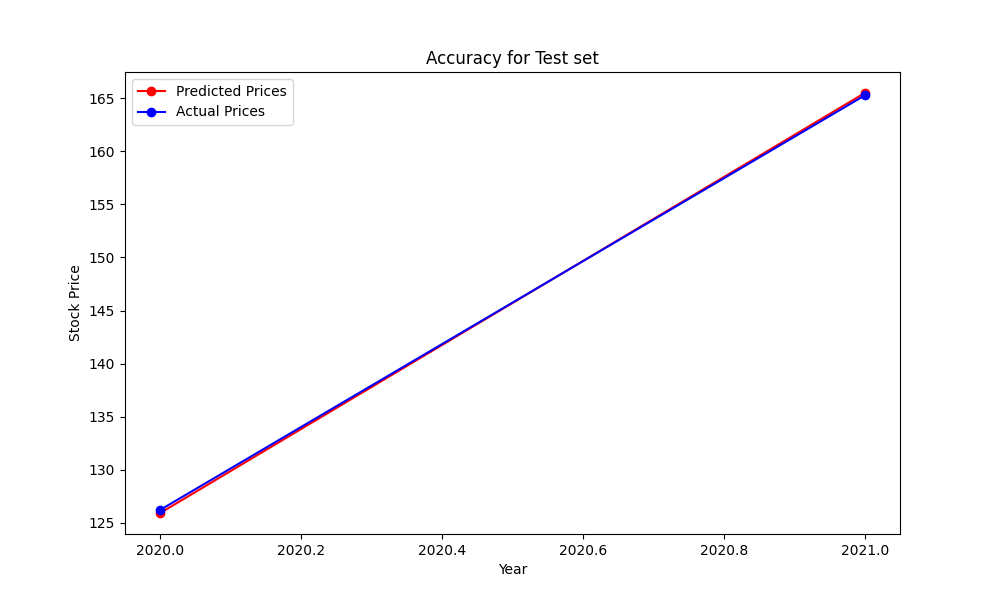 Accuracy for Test set
Predicted Prices
Actual Prices
165
160
155
150
145
140
135
130
125
Stock Price
2020.0 2020.2 2020.4 2020.6 2020.8 2021.0
Year